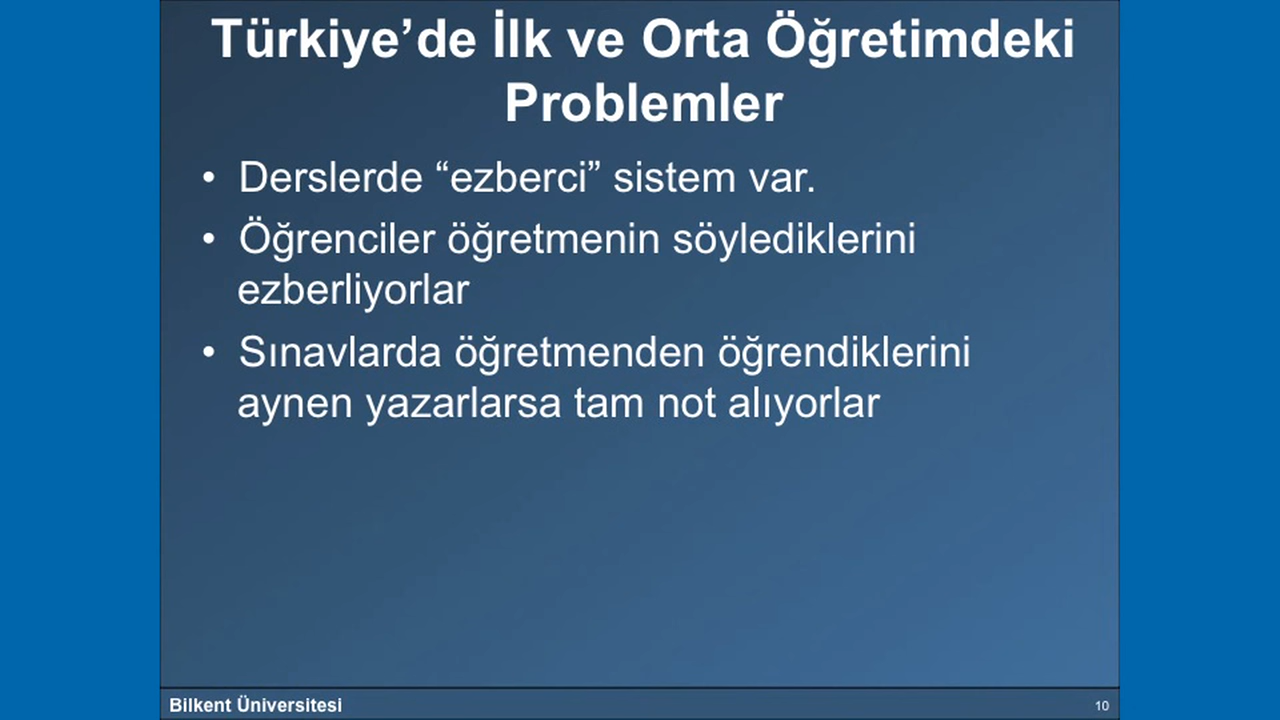 Türkiye’de İlk ve Orta Öğretimdeki
Problemler
• Derslerde “ezberci” sistem var.
• Öğrenciler öğretmenin söylediklerini
ezberliyorlar
• Sınavlarda öğretmenden öğrendiklerini
aynen yazarlarsa tam not alıyorlar
Bilkent Üniversitesi
10